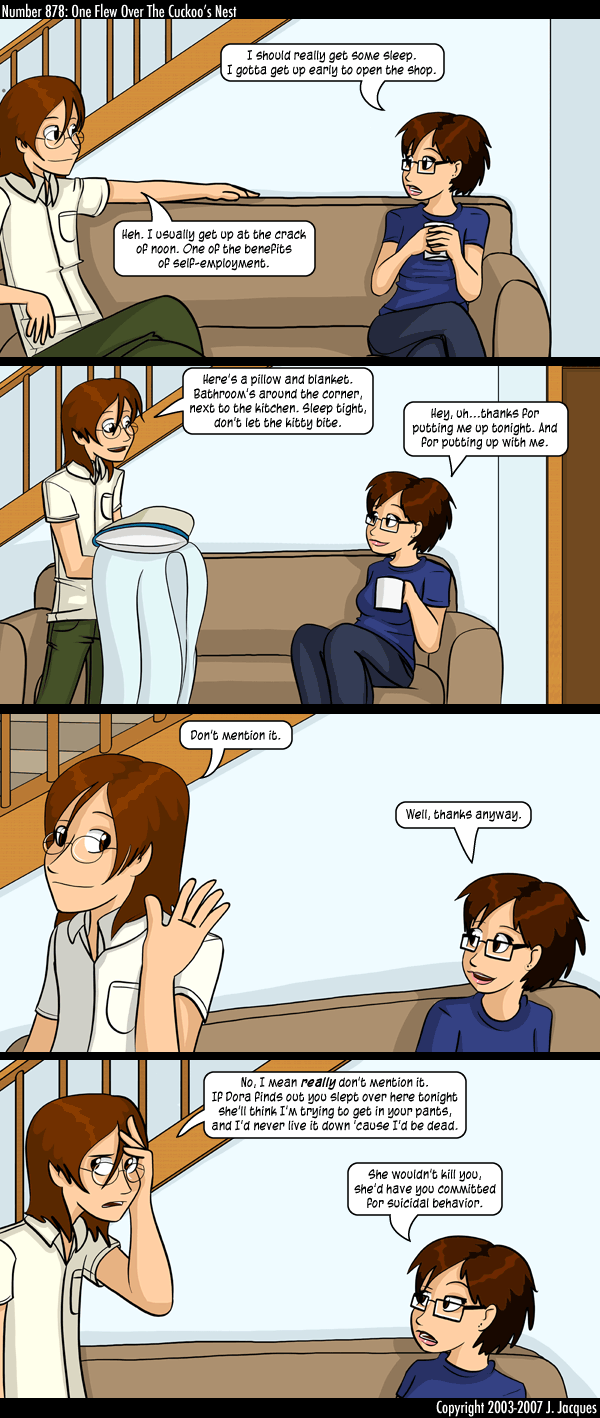 Number 878: One Flew Over The Cuckoo's Nest
I should really get some sleep.
I gotta get up early to open the shop.
Heh. I usually get up at the crack
of noon. One of the benefits
of self-employment.
Here's a pillow and blanket.
Bathroom's around the corner,
next to the kitchen. Sleep tight,
don't let the kitty bite.
Hey, uh...thanks for
putting me up tonight. And
for putting up with me.
Don't mention it.
Well, thanks anyway.
No, I mean really don't mention it.
If Dora finds out you slept over here tonight
she'll think I'm trying to get in your pants,
and I'd never live it down 'cause I'd be dead.
She wouldn't kill you,
she'd have you committed
for suicidal behavior.
Copyright 2003-2007 J. Jacques